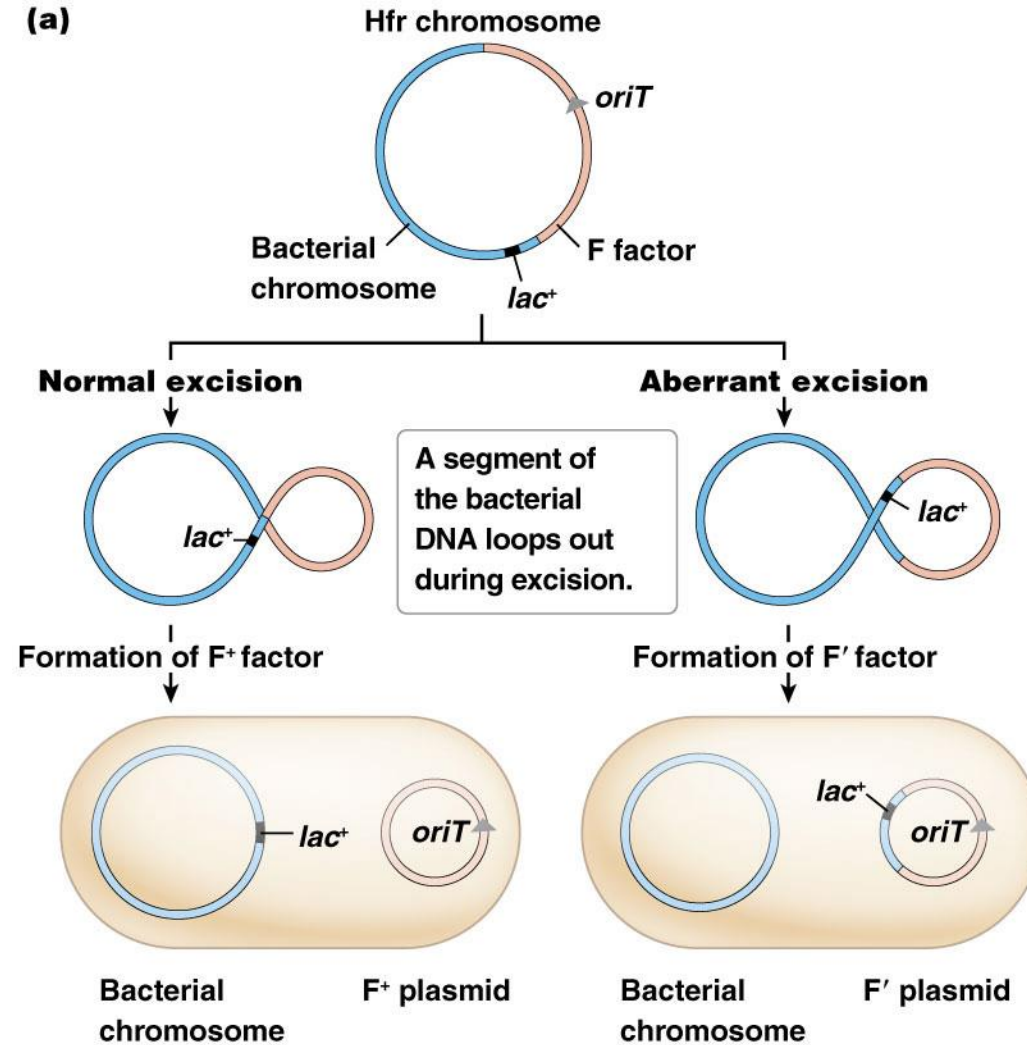 (a)
Hfr chromosome
oriT
Bacterial
chromosome
F factor
lac⁺
Normal excision
Aberrant excision
A segment of
the bacterial
DNA loops out
during excision.
lac⁺
lac⁺
Formation of F⁺ factor
Formation of F′ factor
lac⁺
oriT
lac⁺
oriT
Bacterial
chromosome
F⁺ plasmid
Bacterial
chromosome
F′ plasmid